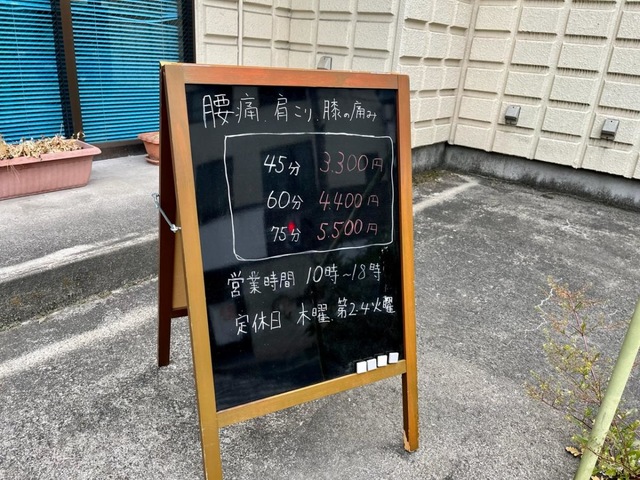 腰痛、肩こり、膝の痛み
45分 3.300円
60分 4.400円
75分 5.500円
営業時間 10時~18時
定休日 木曜、第2.4火曜